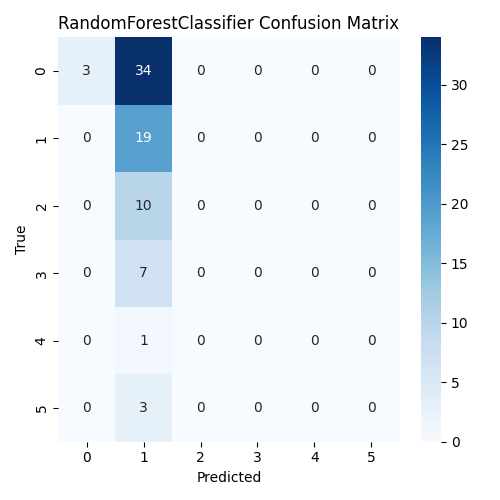 RandomForestClassifier Confusion Matrix
0 3 34 0 0 0 0
1 0 19 0 0 0 0
2 0 10 0 0 0 0
3 0 7 0 0 0 0
4 0 1 0 0 0 0
5 0 3 0 0 0 0
0 1 2 3 4 5
True
Predicted
30
25
20
15
10
5
0